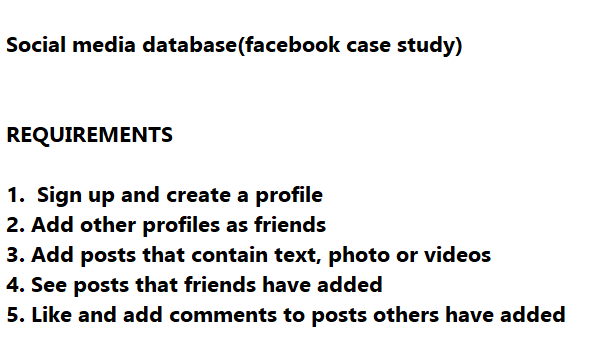 Social media database(facebook case study)
REQUIREMENTS
1. Sign up and create a profile
2. Add other profiles as friends
3. Add posts that contain text, photo or videos
4. See posts that friends have added
5. Like and add comments to posts others have added